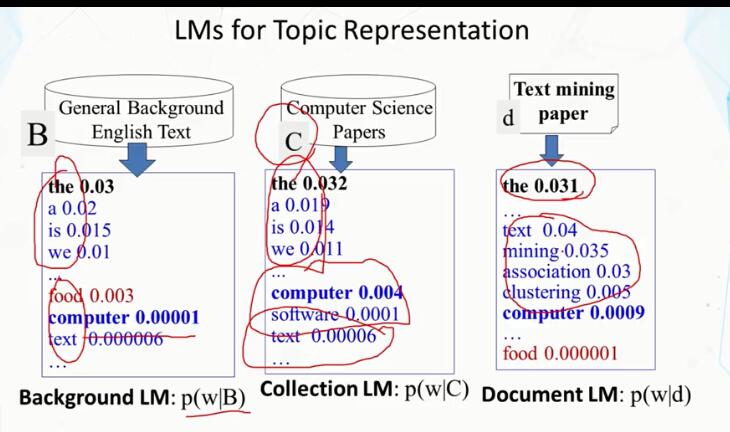 LMs for Topic Representation
B
General Background
English Text
the 0.03
a 0.02
is 0.015
we 0.01
...
food 0.003
computer 0.00001
text 0.000006
...
Background LM: p(w|B)
Computer Science
Papers
C
the 0.032
a 0.019
is 0.014
we 0.011
...
computer 0.004
software 0.0001
text 0.00006
...
Collection LM: p(w|C)
Text mining
paper
d
the 0.031
...
text 0.04
mining 0.035
association 0.03
clustering 0.005
computer 0.0009
...
food 0.000001
Document LM: p(w|d)